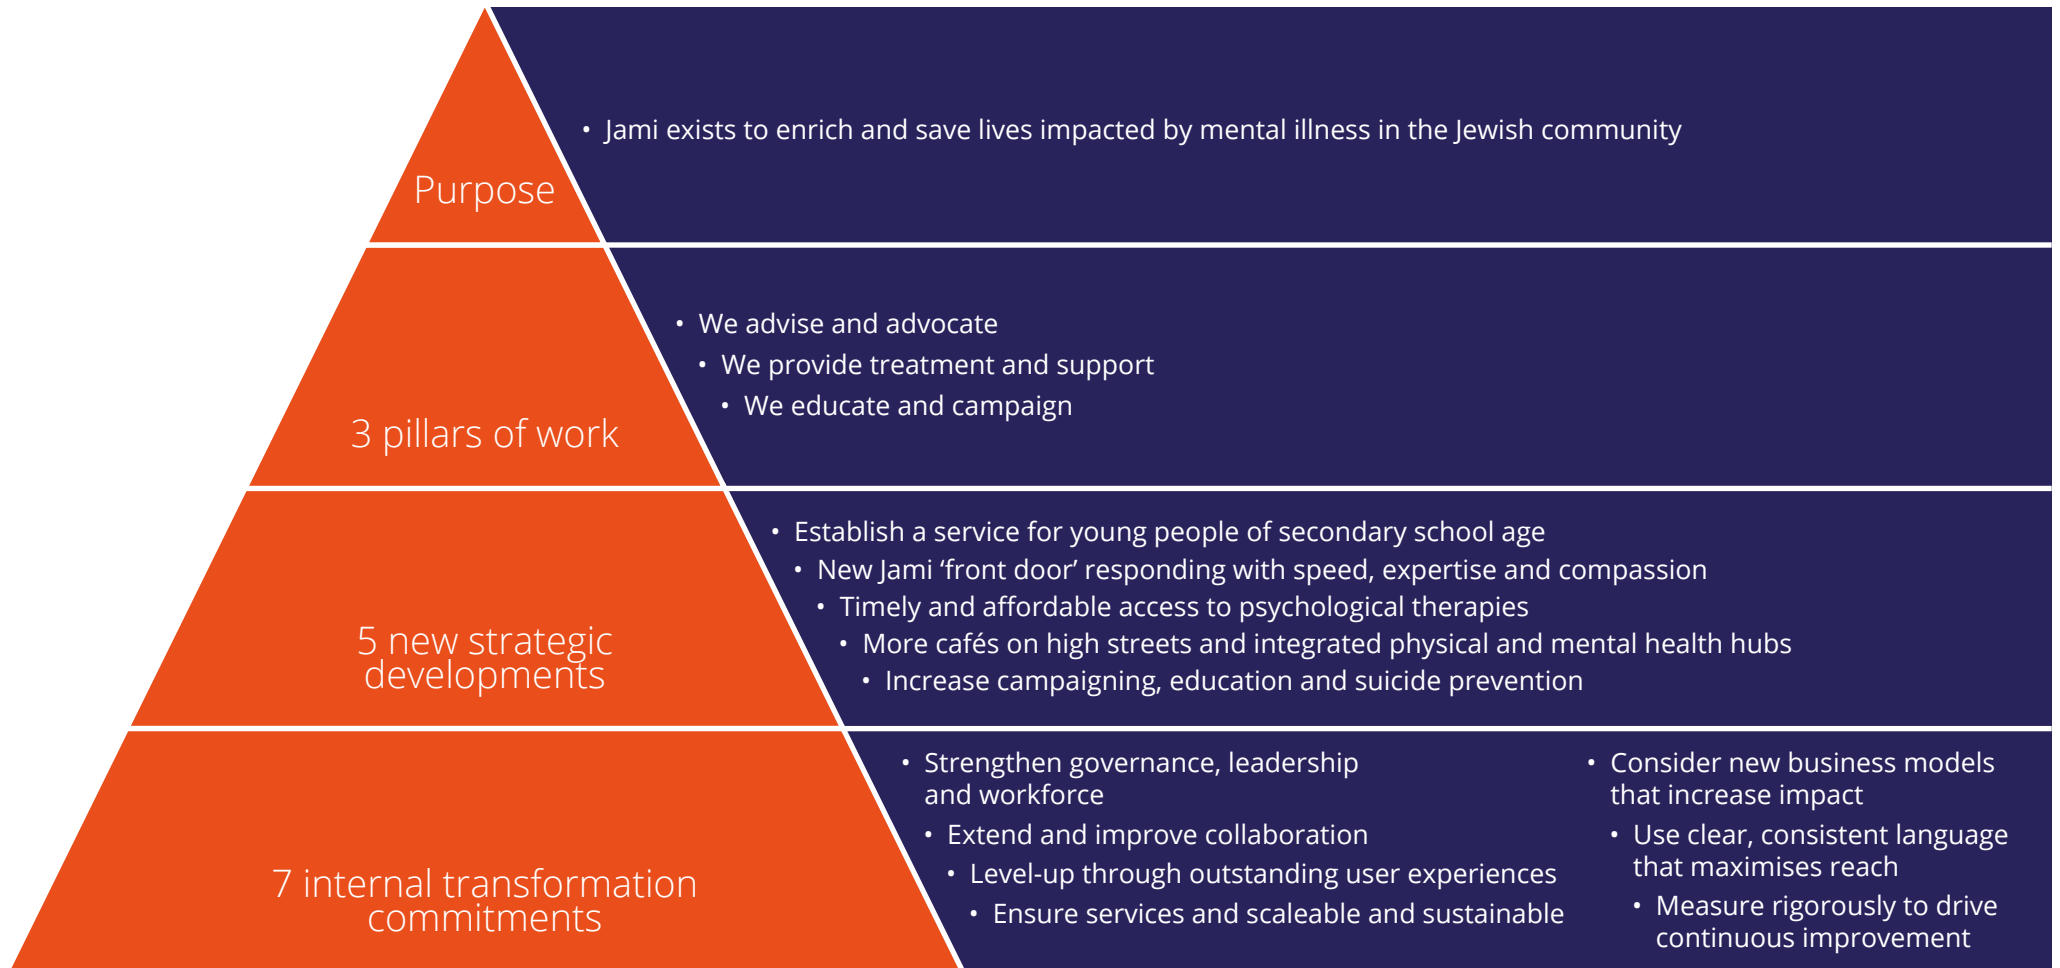 Purpose
• Jami exists to enrich and save lives impacted by mental illness in the Jewish community
3 pillars of work
• We advise and advocate
• We provide treatment and support
• We educate and campaign
5 new strategic
developments
• Establish a service for young people of secondary school age
• New Jami ‘front door’ responding with speed, expertise and compassion
• Timely and affordable access to psychological therapies
• More cafés on high streets and integrated physical and mental health hubs
• Increase campaigning, education and suicide prevention
7 internal transformation
commitments
• Strengthen governance, leadership
and workforce
• Extend and improve collaboration
• Level-up through outstanding user experiences
• Ensure services and scaleable and sustainable
• Consider new business models
that increase impact
• Use clear, consistent language
that maximises reach
• Measure rigorously to drive
continuous improvement